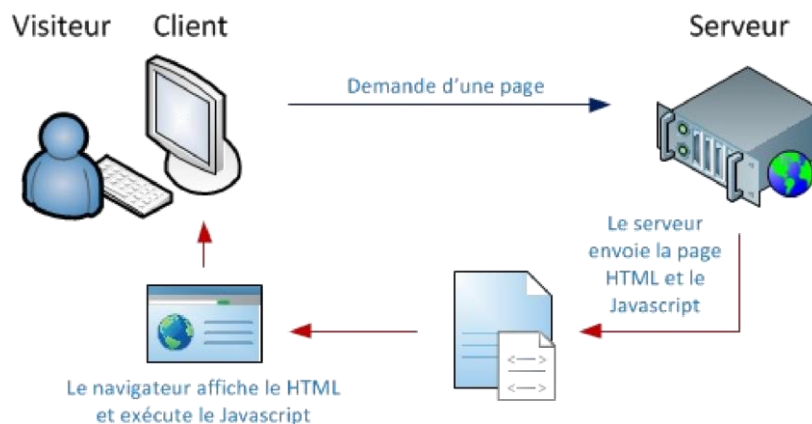 Visiteur Client Serveur
Demande d'une page
Le serveur
envoie la page
HTML et le
Javascript
<---->
<---->
Le navigateur affiche le HTML
et exécute le Javascript